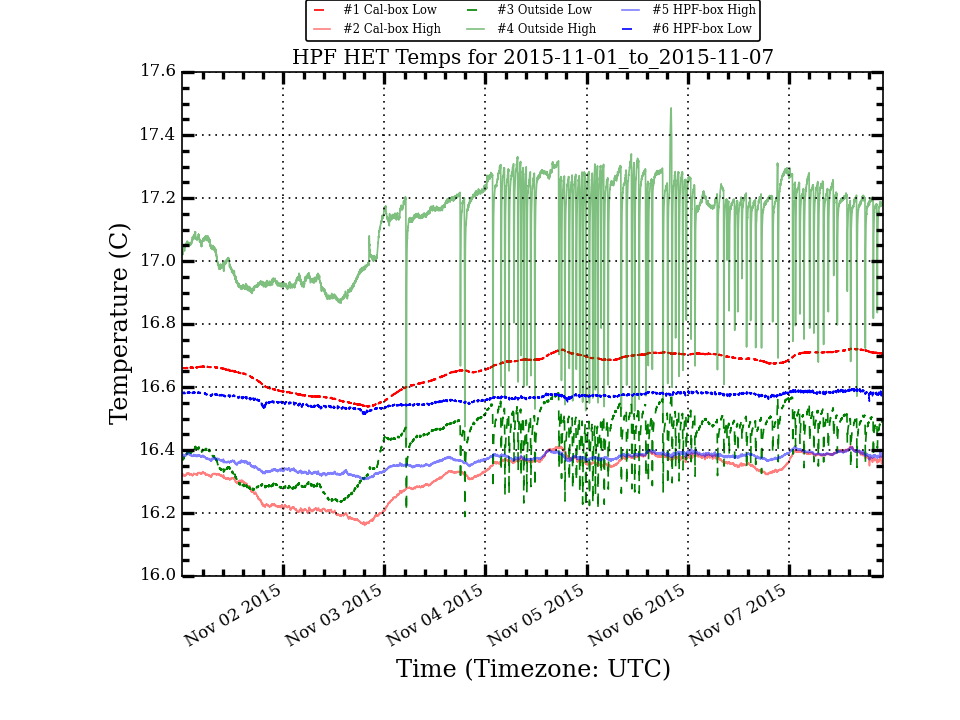 #1 Cal-box Low #3 Outside Low #5 HPF-box High
#2 Cal-box High #4 Outside High #6 HPF-box Low
HPF HET Temps for 2015-11-01_to_2015-11-07
17.6
17.4
17.2
17.0
16.8
16.6
16.4
16.2
16.0
Temperature (C)
Nov 02 2015
Nov 03 2015
Nov 04 2015
Nov 05 2015
Nov 06 2015
Nov 07 2015
Time (Timezone: UTC)